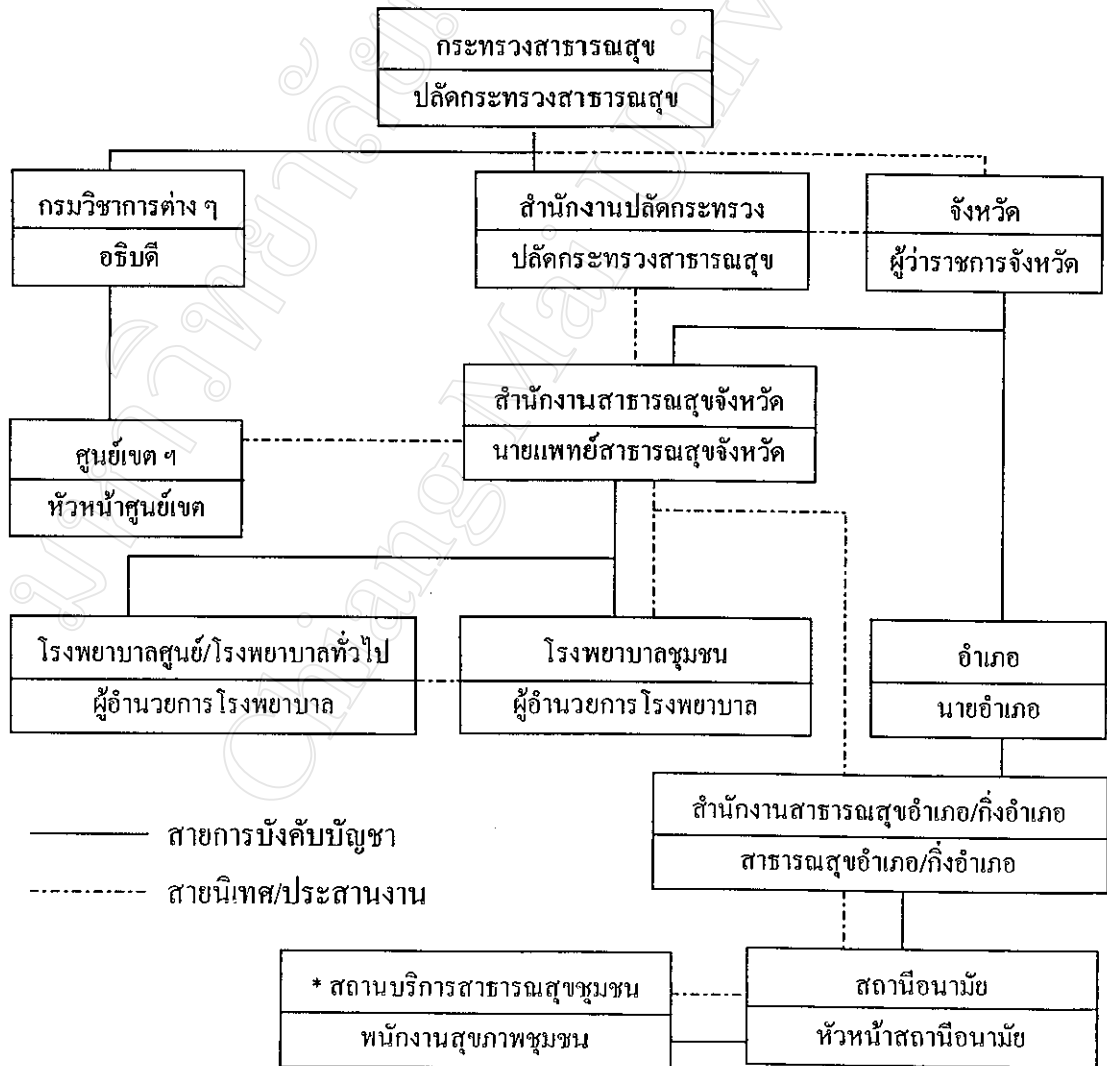 กระทรวงสาธารณสุข
ปลัดกระทรวงสาธารณสุข
กรมวิชาการต่าง ๆ
อธิบดี
สำนักงานปลัดกระทรวง
ปลัดกระทรวงสาธารณสุข
จังหวัด
ผู้ว่าราชการจังหวัด
สำนักงานสาธารณสุขจังหวัด
นายแพทย์สาธารณสุขจังหวัด
ศูนย์เขต ฯ
หัวหน้าศูนย์เขต
โรงพยาบาลศูนย์/โรงพยาบาลทั่วไป
ผู้อำนวยการโรงพยาบาล
โรงพยาบาลชุมชน
ผู้อำนวยการโรงพยาบาล
อำเภอ
นายอำเภอ
สำนักงานสาธารณสุขอำเภอ/กิ่งอำเภอ
สาธารณสุขอำเภอ/กิ่งอำเภอ
สายการบังคับบัญชา
สายนิเทศ/ประสานงาน
* สถานบริการสาธารณสุขชุมชน
พนักงานสุขภาพชุมชน
สถานีอนามัย
หัวหน้าสถานีอนามัย
Chiang Mai Univ